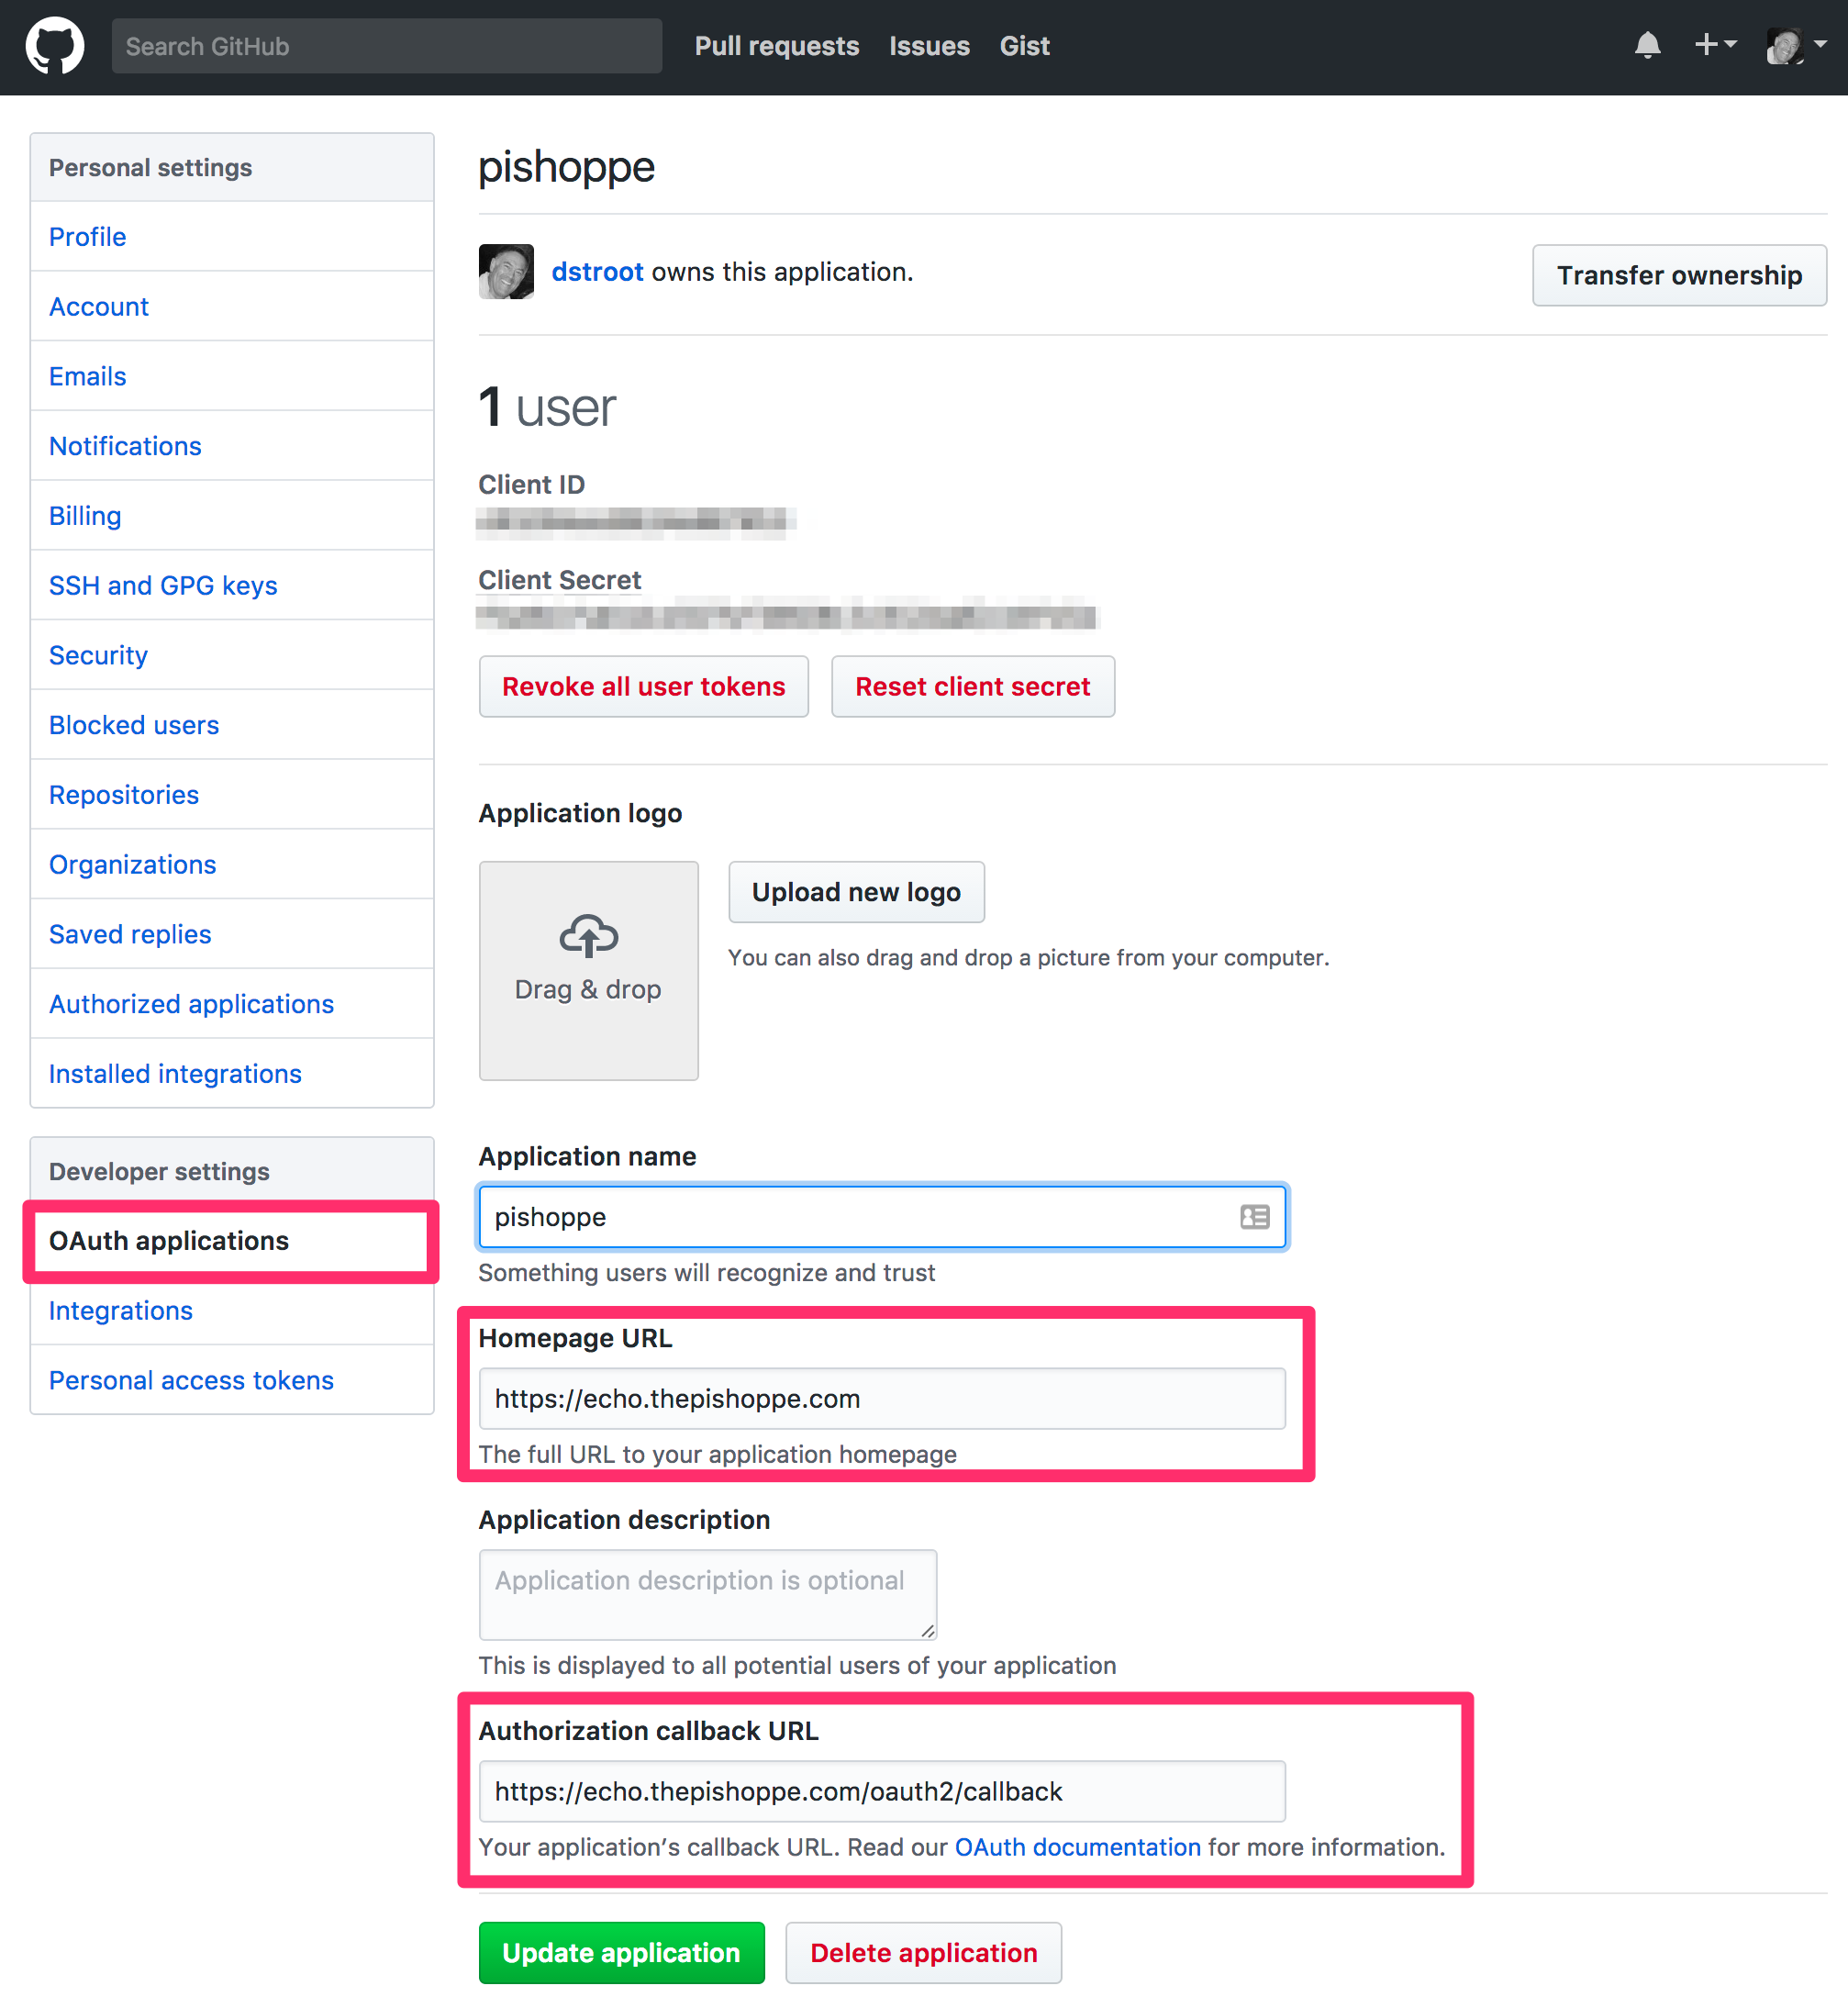 Search GitHub
Pull requests Issues Gist
Personal settings
Profile
Account
Emails
Notifications
Billing
SSH and GPG keys
Security
Blocked users
Repositories
Organizations
Saved replies
Authorized applications
Installed integrations
Developer settings
OAuth applications
Integrations
Personal access tokens
pishoppe
dstroot owns this application.
Transfer ownership
1 user
Client ID
Client Secret
Revoke all user tokens
Reset client secret
Application logo
Drag & drop
Upload new logo
You can also drag and drop a picture from your computer.
Application name
pishoppe
Something users will recognize and trust
Homepage URL
https://echo.thepishoppe.com
The full URL to your application homepage
Application description
Application description is optional
This is displayed to all potential users of your application
Authorization callback URL
https://echo.thepishoppe.com/oauth2/callback
Your application’s callback URL. Read our OAuth documentation for more information.
Update application
Delete application